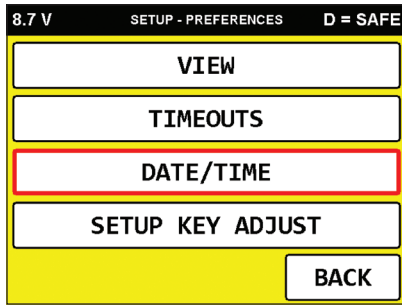 8.7 V SETUP - PREFERENCES D = SAFE
VIEW
TIMEOUTS
DATE/TIME
SETUP KEY ADJUST
BACK